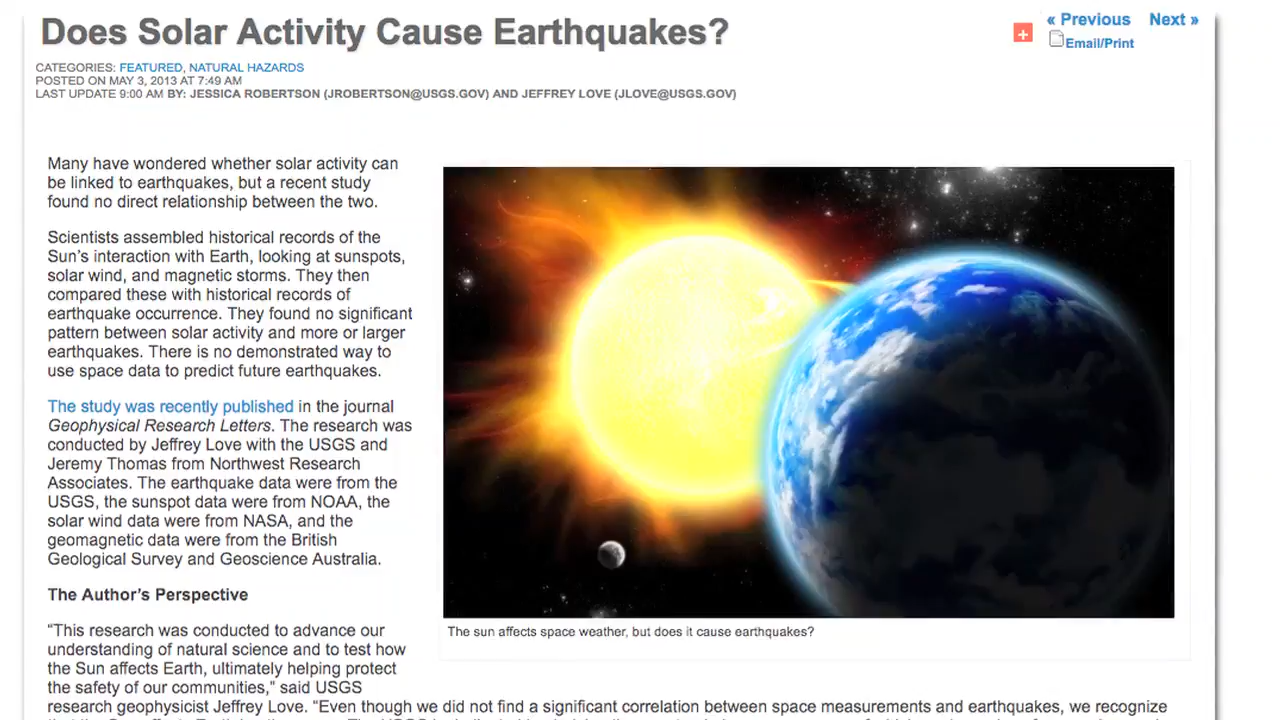 Does Solar Activity Cause Earthquakes?
« Previous Next »
Email/Print
CATEGORIES: FEATURED, NATURAL HAZARDS
POSTED ON MAY 3, 2013 AT 7:49 AM
LAST UPDATE 9:00 AM BY: JESSICA ROBERTSON (JROBERTSON@USGS.GOV) AND JEFFREY LOVE (JLOVE@USGS.GOV)
Many have wondered whether solar activity can
be linked to earthquakes, but a recent study
found no direct relationship between the two.
Scientists assembled historical records of the
Sun’s interaction with Earth, looking at sunspots,
solar wind, and magnetic storms. They then
compared these with historical records of
earthquake occurrence. They found no significant
pattern between solar activity and more or larger
earthquakes. There is no demonstrated way to
use space data to predict future earthquakes.
The study was recently published in the journal
Geophysical Research Letters. The research was
conducted by Jeffrey Love with the USGS and
Jeremy Thomas from Northwest Research
Associates. The earthquake data were from the
USGS, the sunspot data were from NOAA, the
solar wind data were from NASA, and the
geomagnetic data were from the British
Geological Survey and Geoscience Australia.
The Author’s Perspective
“This research was conducted to advance our
understanding of natural science and to test how
the Sun affects Earth, ultimately helping protect
the safety of our communities,” said USGS
research geophysicist Jeffrey Love. “Even though we did not find a significant correlation between space measurements and earthquakes, we recognize
The sun affects space weather, but does it cause earthquakes?